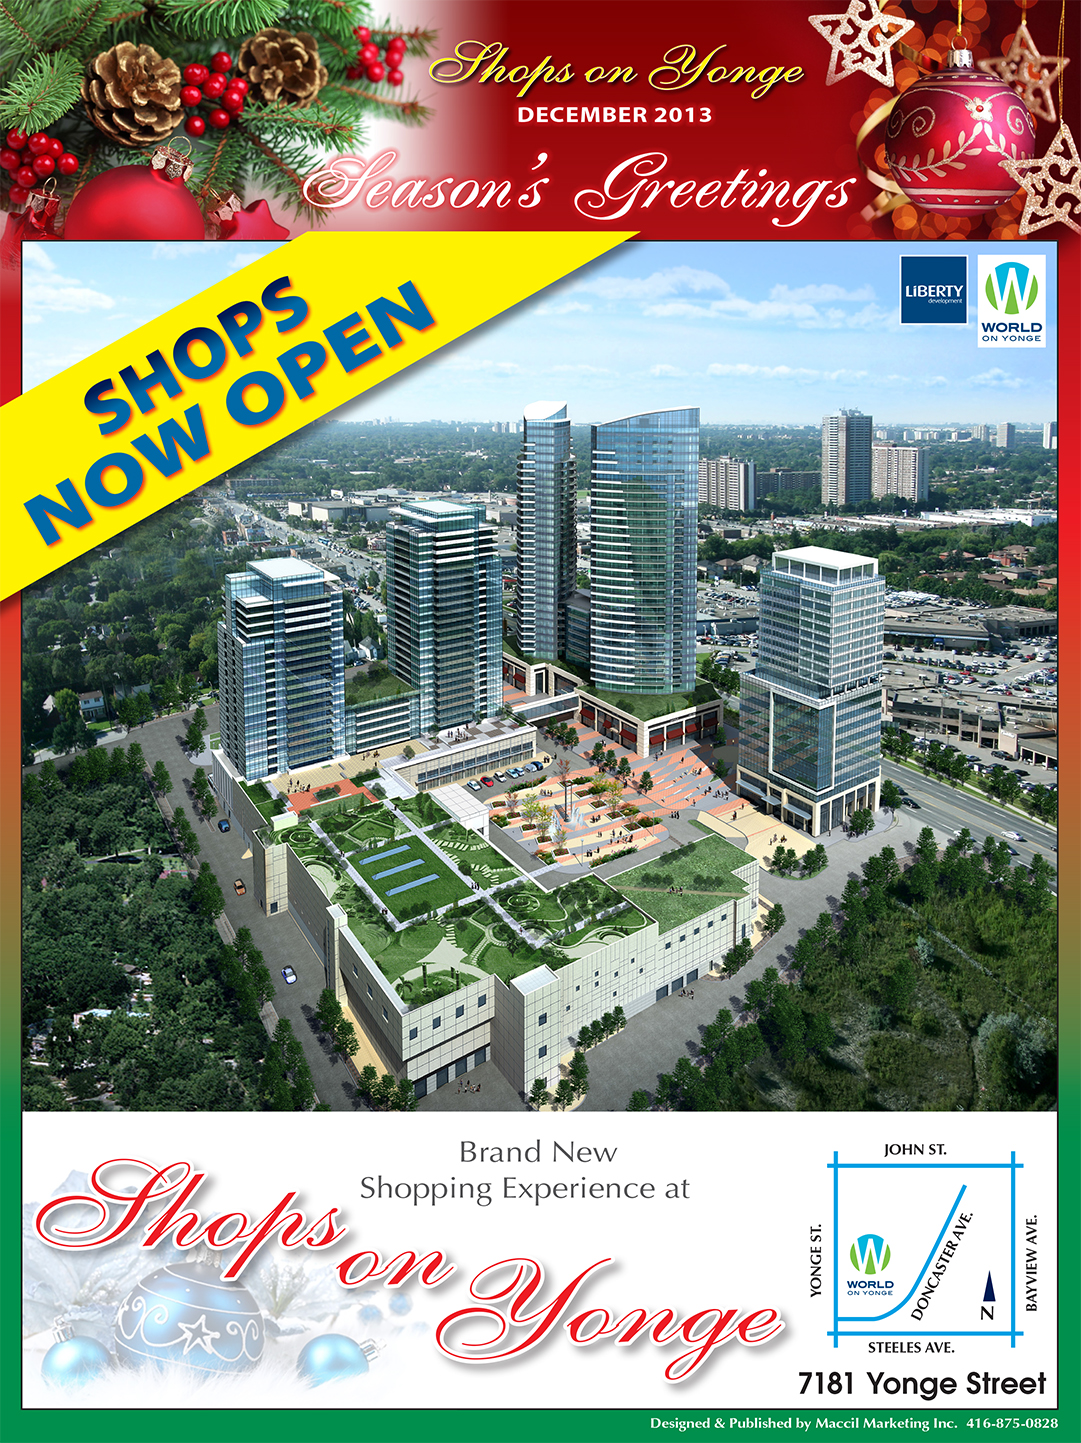 Shops on Yonge
DECEMBER 2013
Season's Greetings
SHOPS
NOW OPEN
LiBERTY
development
W
WORLD
ON YONGE
Brand New
Shopping Experience at
Shops
on
Yonge
JOHN ST.
YONGE ST.
W
WORLD
ON YONGE
DONCASTER AVE.
BAYVIEW AVE.
N
STEELES AVE.
7181 Yonge Street
Designed & Published by Maccil Marketing Inc. 416-875-0828